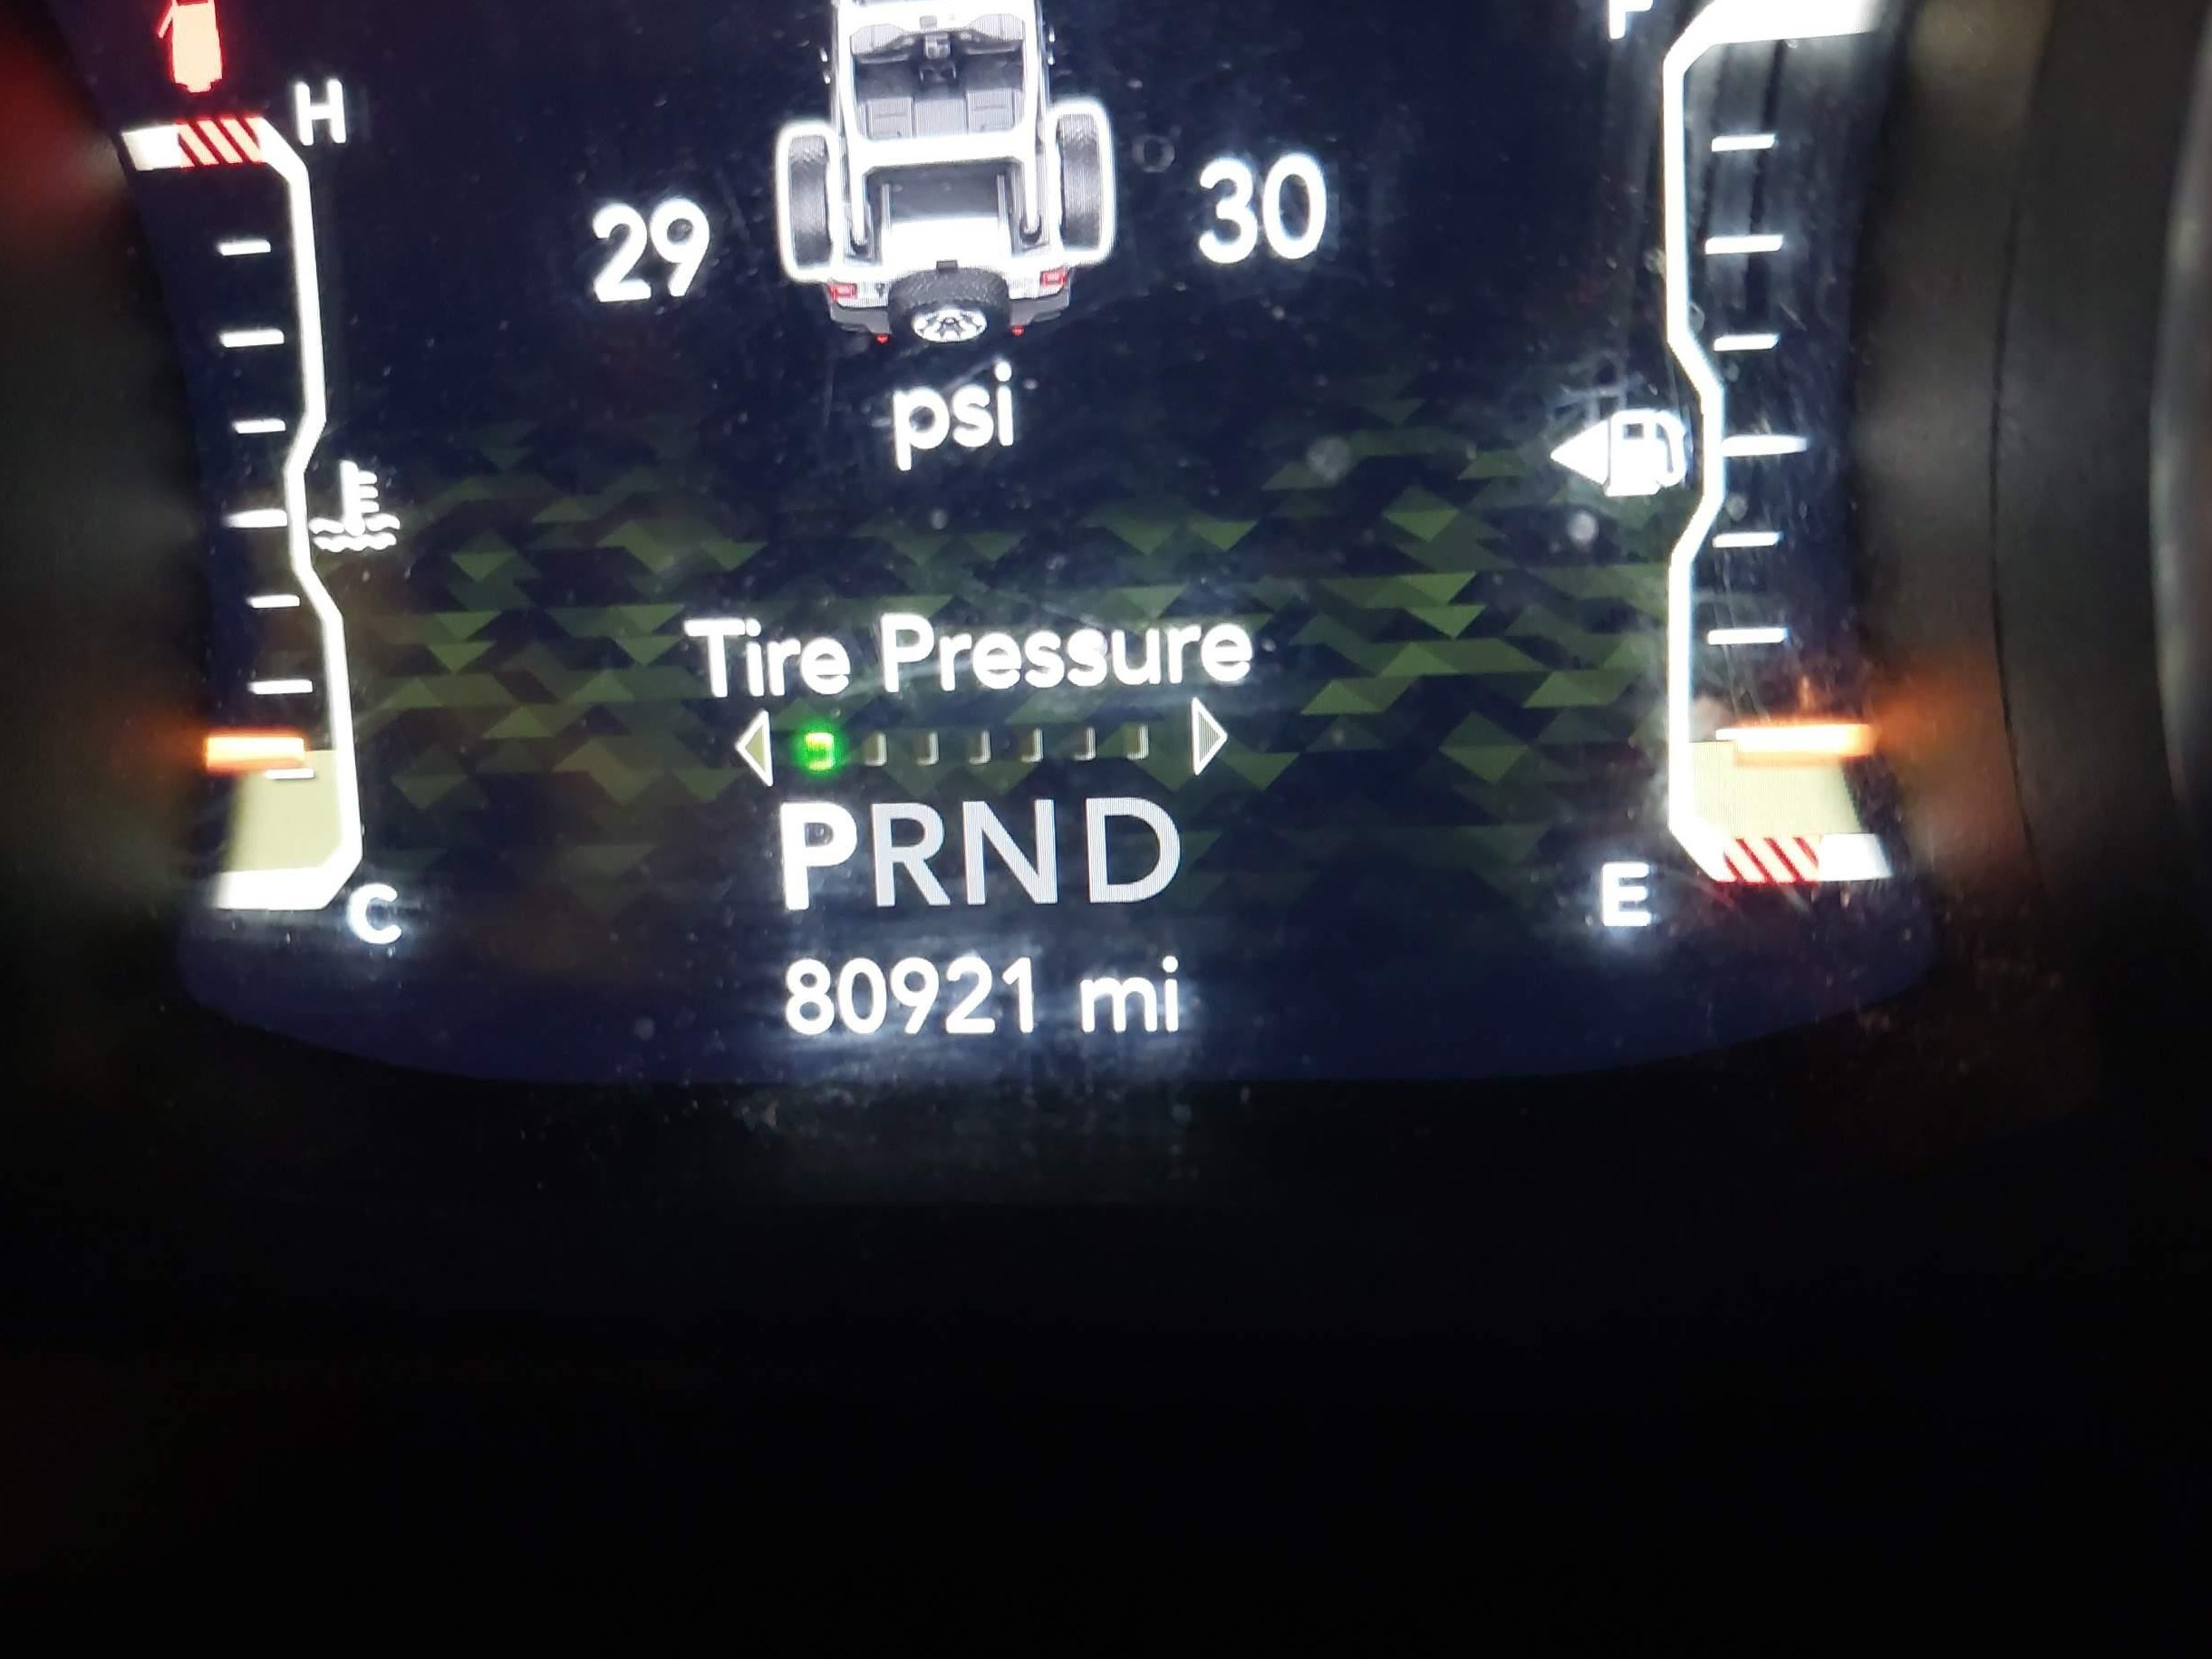 F
H
29 30
psi
Tire Pressure
PRND
C E
80921 mi